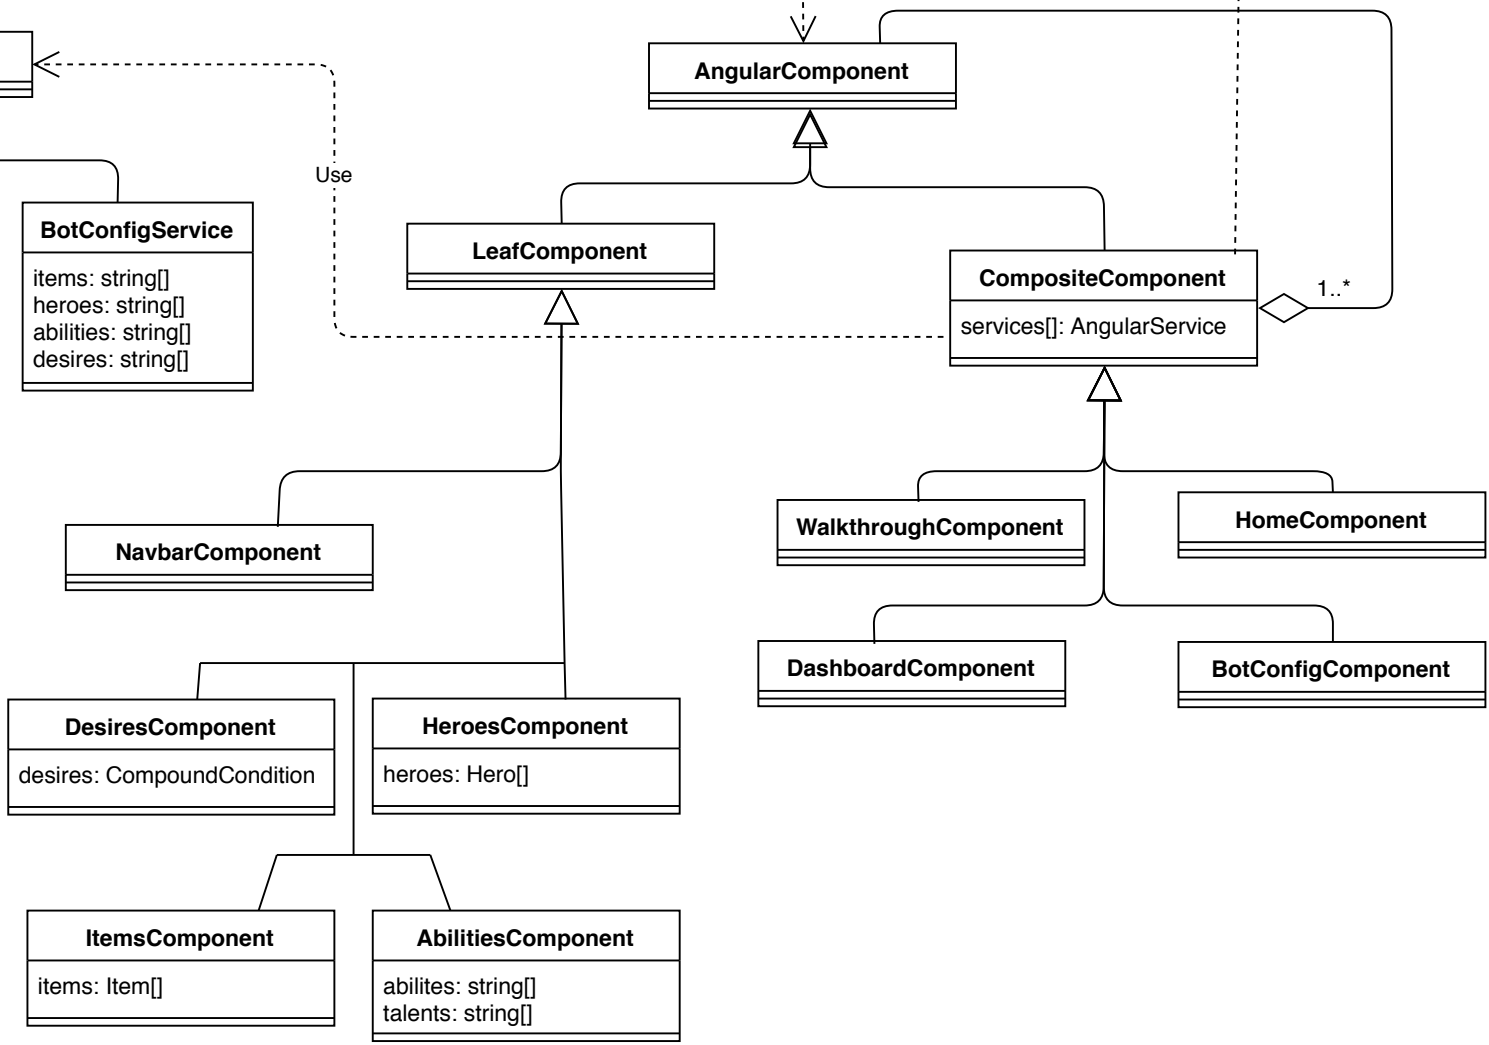 AngularComponent
Use
BotConfigService
items: string[]
heroes: string[]
abilities: string[]
desires: string[]
LeafComponent
CompositeComponent
services[]: AngularService
1..*
NavbarComponent
WalkthroughComponent
HomeComponent
DashboardComponent
BotConfigComponent
DesiresComponent
desires: CompoundCondition
HeroesComponent
heroes: Hero[]
ItemsComponent
items: Item[]
AbilitiesComponent
abilites: string[]
talents: string[]